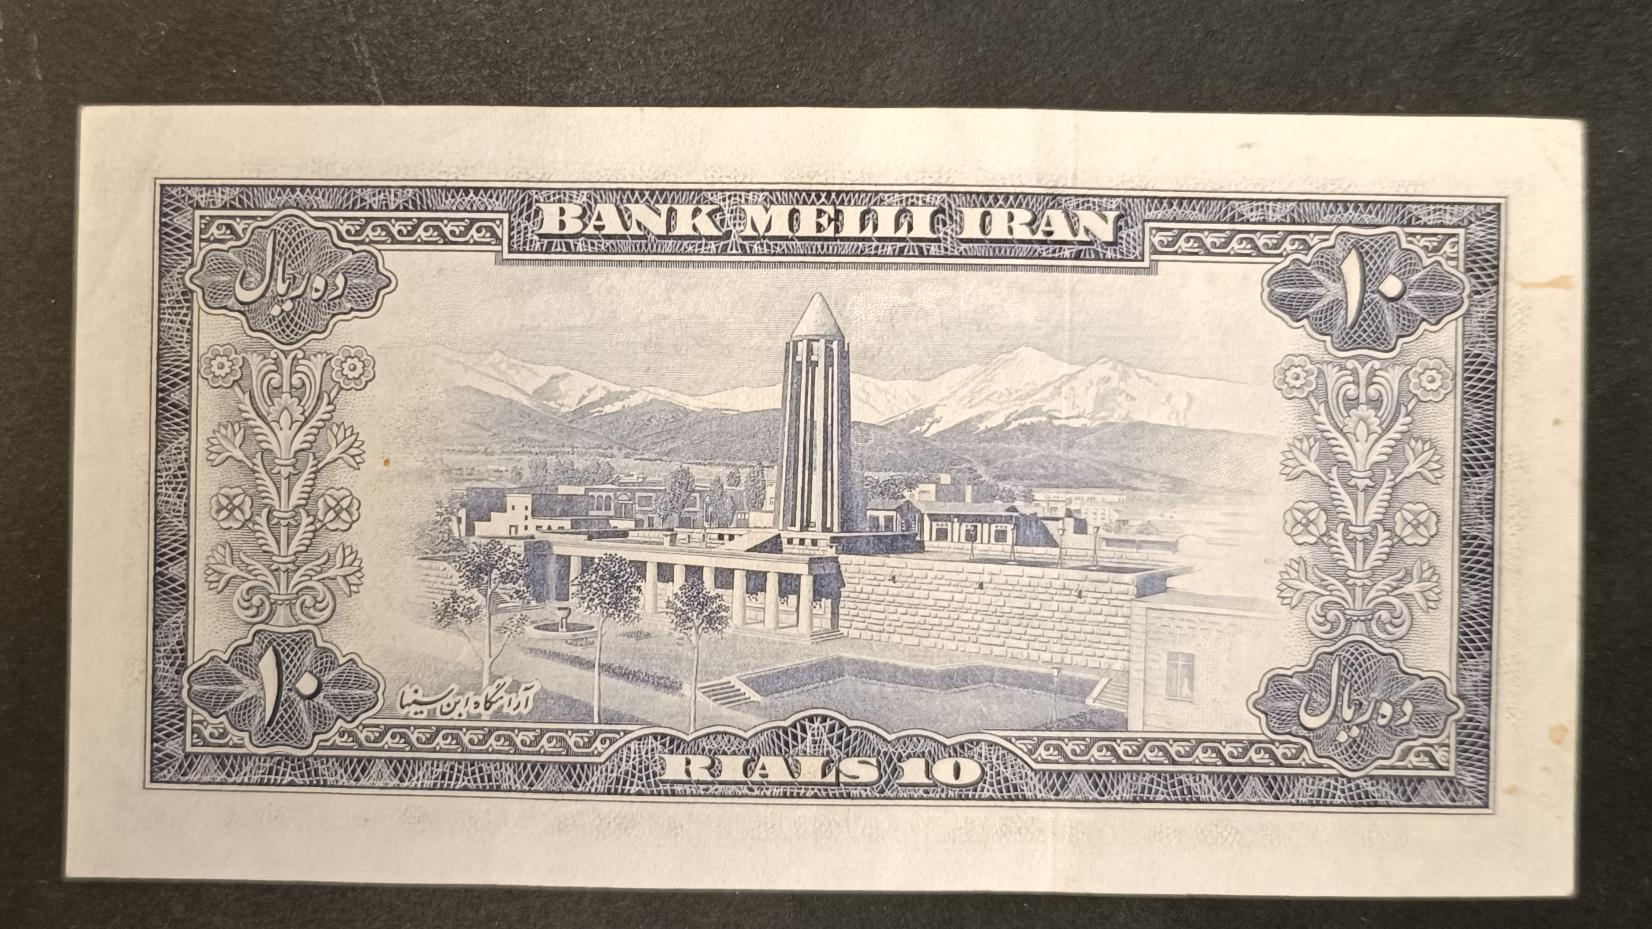 BANK MELLI IRAN
ده ریال
۱۰
۱۰
آرامگاه ابن سینا
ده ریال
RIALS 10